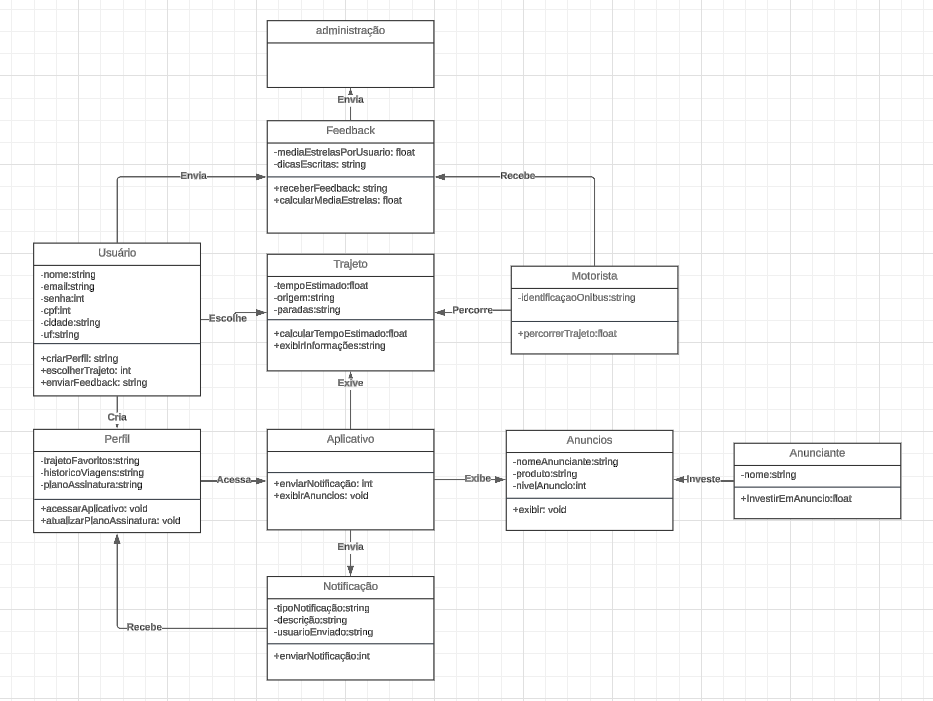 administração
Envia
Feedback
-mediaEstrelasPorUsuario: float
-dicasEscritas: string
+receberFeedback: string
+calcularMediaEstrelas: float
Envia
Recebe
Usuário
-nome:string
-email:string
-senha:int
-cpf:int
-cidade:string
-uf:string
+criarPerfil: string
+escolherTrajeto: int
+enviarFeedback: string
Escolhe
Trajeto
-tempoEstimado:float
-origem:string
-paradas:string
+calcularTempoEstimado:float
+exibirInformações:string
Percorre
Motorista
-identificaçaoOnibus:string
+percorrerTrajeto:float
Exive
Cria
Perfil
-trajetoFavoritos:string
-historicoViagens:string
-planoAssinatura:string
+acessarAplicativo: void
+atualizarPlanoAssinatura: void
Acessa
Aplicativo
+enviarNotificação: int
+exibirAnuncios: void
Exibe
Anuncios
-nomeAnunciante:string
-produto:string
-nivelAnuncio:int
+exibir: void
Investe
Anunciante
-nome:string
+InvestirEmAnuncio:float
Envia
Notificação
-tipoNotificação:string
-descrição:string
-usuarioEnviado:string
+enviarNotificação:int
Recebe